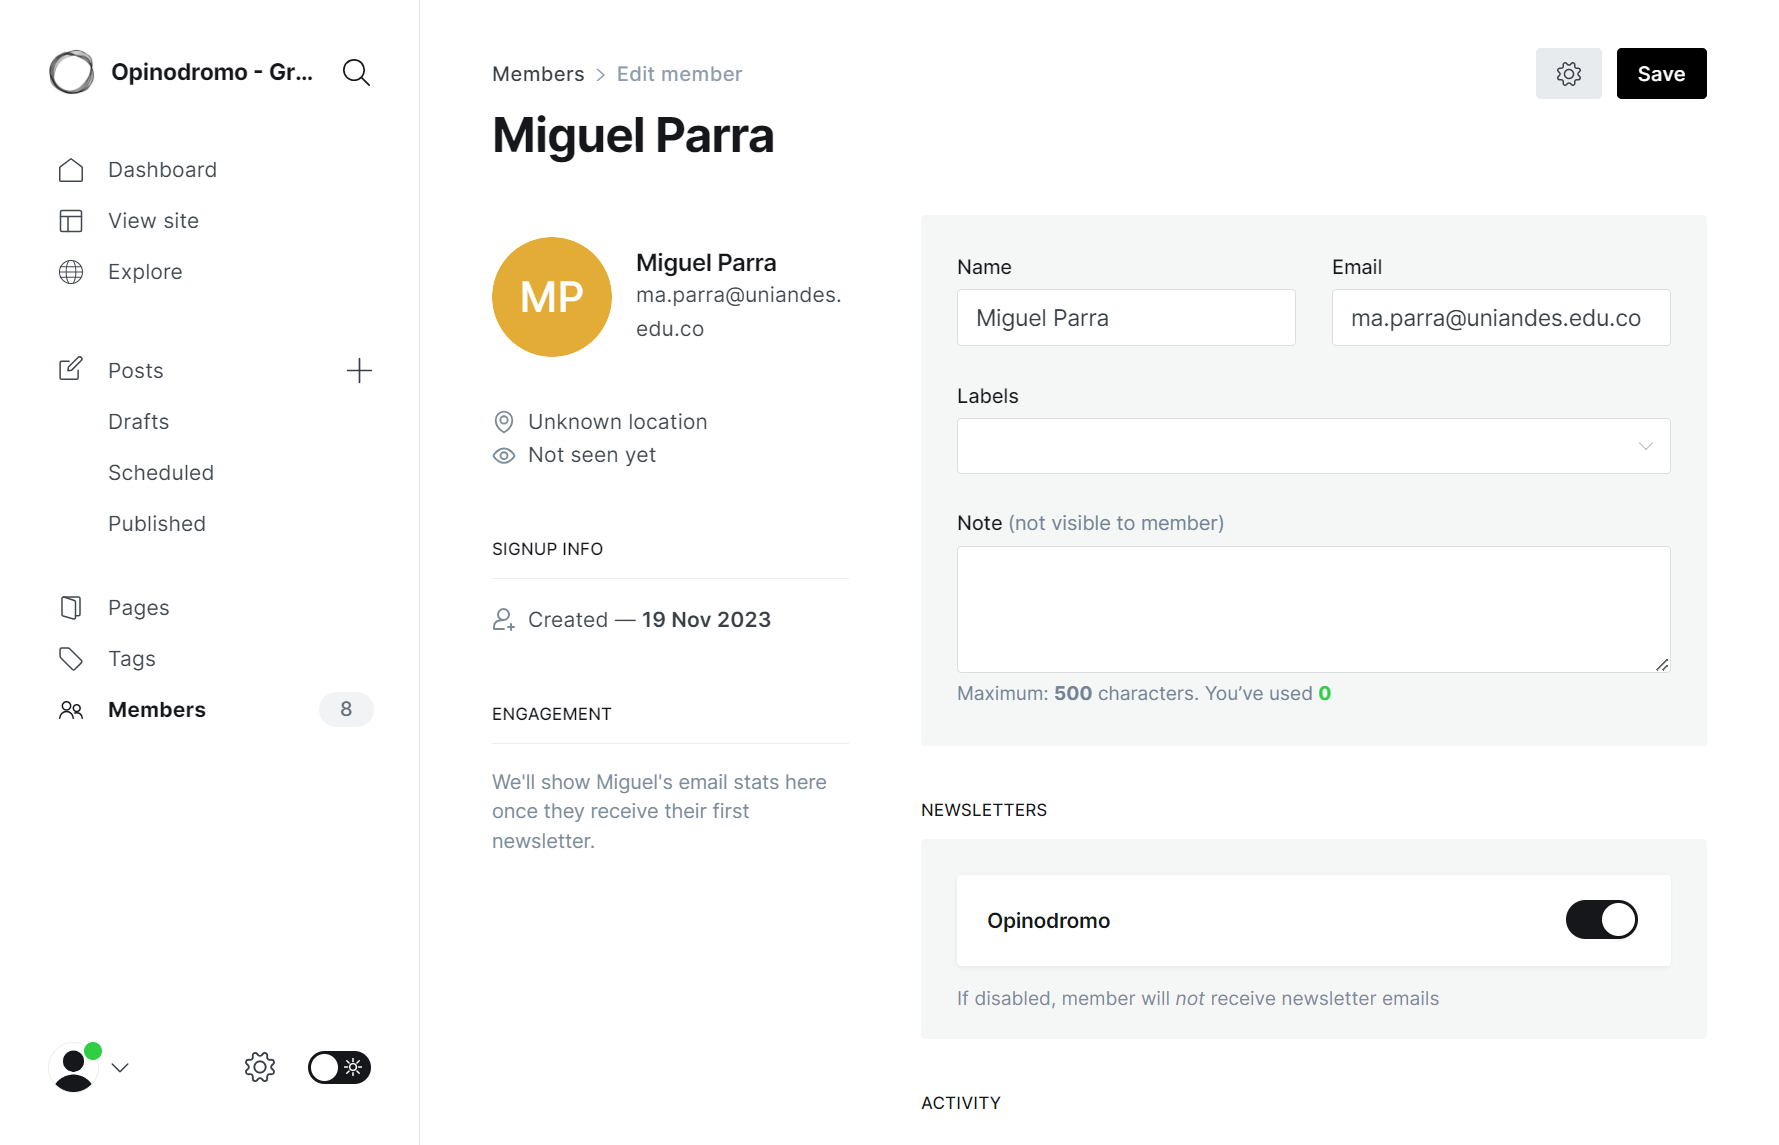 Opinodromo - Gr...
Dashboard
View site
Explore
Posts
Drafts
Scheduled
Published
Pages
Tags
Members 8
Members > Edit member
Save
Miguel Parra
MP
Miguel Parra
ma.parra@uniandes.
edu.co
Unknown location
Not seen yet
SIGNUP INFO
Created — 19 Nov 2023
ENGAGEMENT
We'll show Miguel's email stats here
once they receive their first
newsletter.
Name
Miguel Parra
Email
ma.parra@uniandes.edu.co
Labels
Note (not visible to member)
Maximum: 500 characters. You’ve used 0
NEWSLETTERS
Opinodromo
If disabled, member will not receive newsletter emails
ACTIVITY